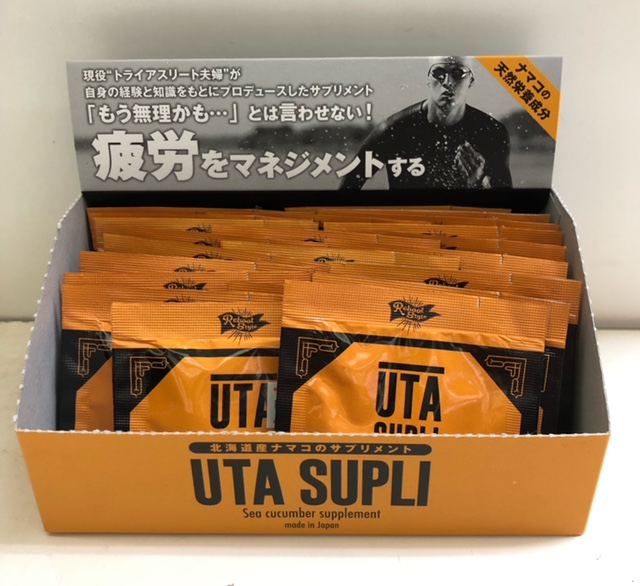 現役“トライアスリート夫婦”が
自身の経験と知識をもとにプロデュースしたサプリメント
「もう無理かも…」とは言わせない!
疲労をマネジメントする
ナマコの
天然栄養成分
Reboot
Style
UTA
Reboot
Style
UTA
SUPLI
北海道産ナマコのサプリメント
UTA SUPLI
Sea cucumber supplement
made in Japan